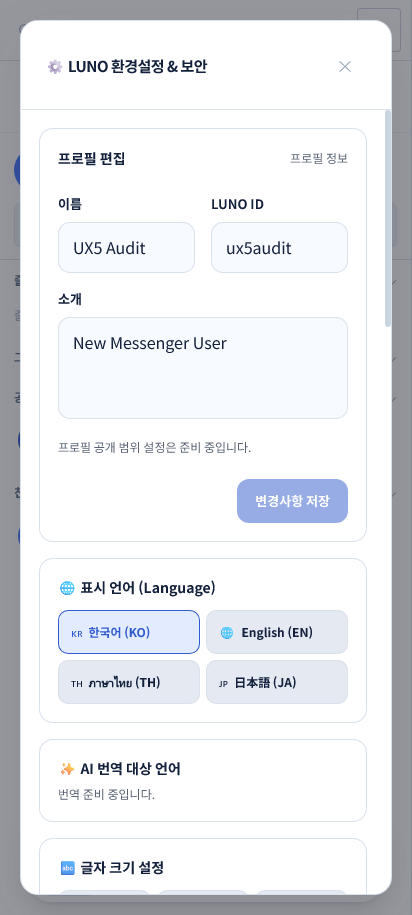 LUNO 환경설정 & 보안
프로필 편집
프로필 정보
이름
LUNO ID
UX5 Audit
ux5audit
소개
New Messenger User
프로필 공개 범위 설정은 준비 중입니다.
변경사항 저장
표시 언어 (Language)
KR 한국어 (KO)
English (EN)
TH ภาษาไทย (TH)
JP 日本語 (JA)
AI 번역 대상 언어
번역 준비 중입니다.
abc 글자 크기 설정